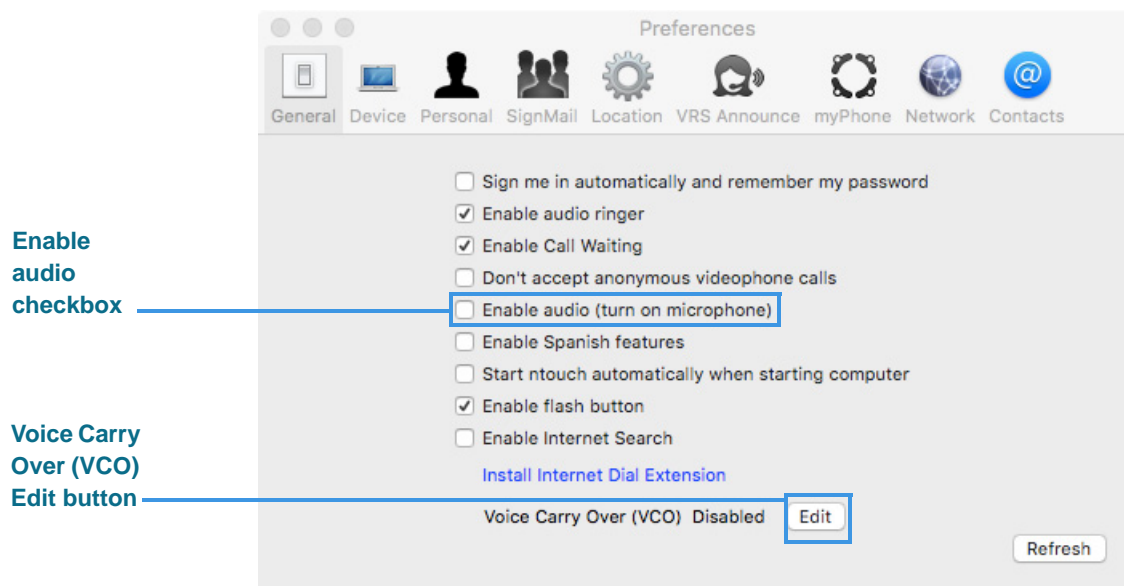 Preferences
General Device Personal SignMail Location VRS Announce myPhone Network Contacts
Sign me in automatically and remember my password
Enable audio ringer
Enable Call Waiting
Don't accept anonymous videophone calls
Enable audio (turn on microphone)
Enable Spanish features
Start ntouch automatically when starting computer
Enable flash button
Enable Internet Search
Install Internet Dial Extension
Voice Carry Over (VCO) Disabled Edit
Refresh
Enable
audio
checkbox
Voice Carry
Over (VCO)
Edit button